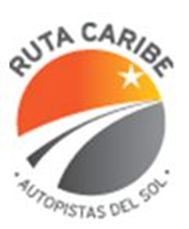 RUTA CARIBE
• AUTOPISTAS DEL SOL •